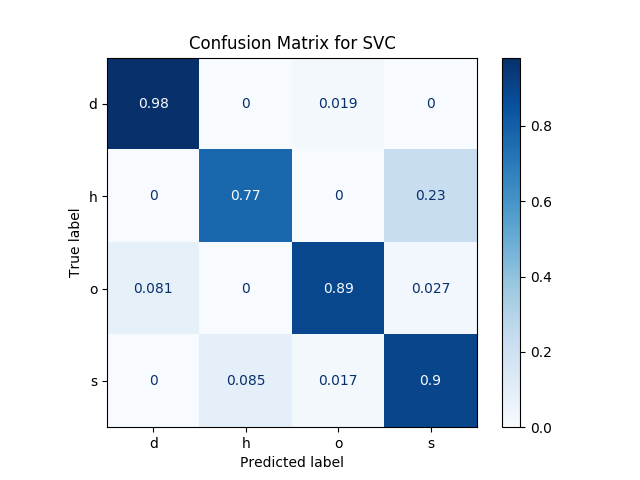 Confusion Matrix for SVC
d 0.98 0 0.019 0
h 0 0.77 0 0.23
o 0.081 0 0.89 0.027
s 0 0.085 0.017 0.9
d h o s
Predicted label
True label
0.8
0.6
0.4
0.2
0.0